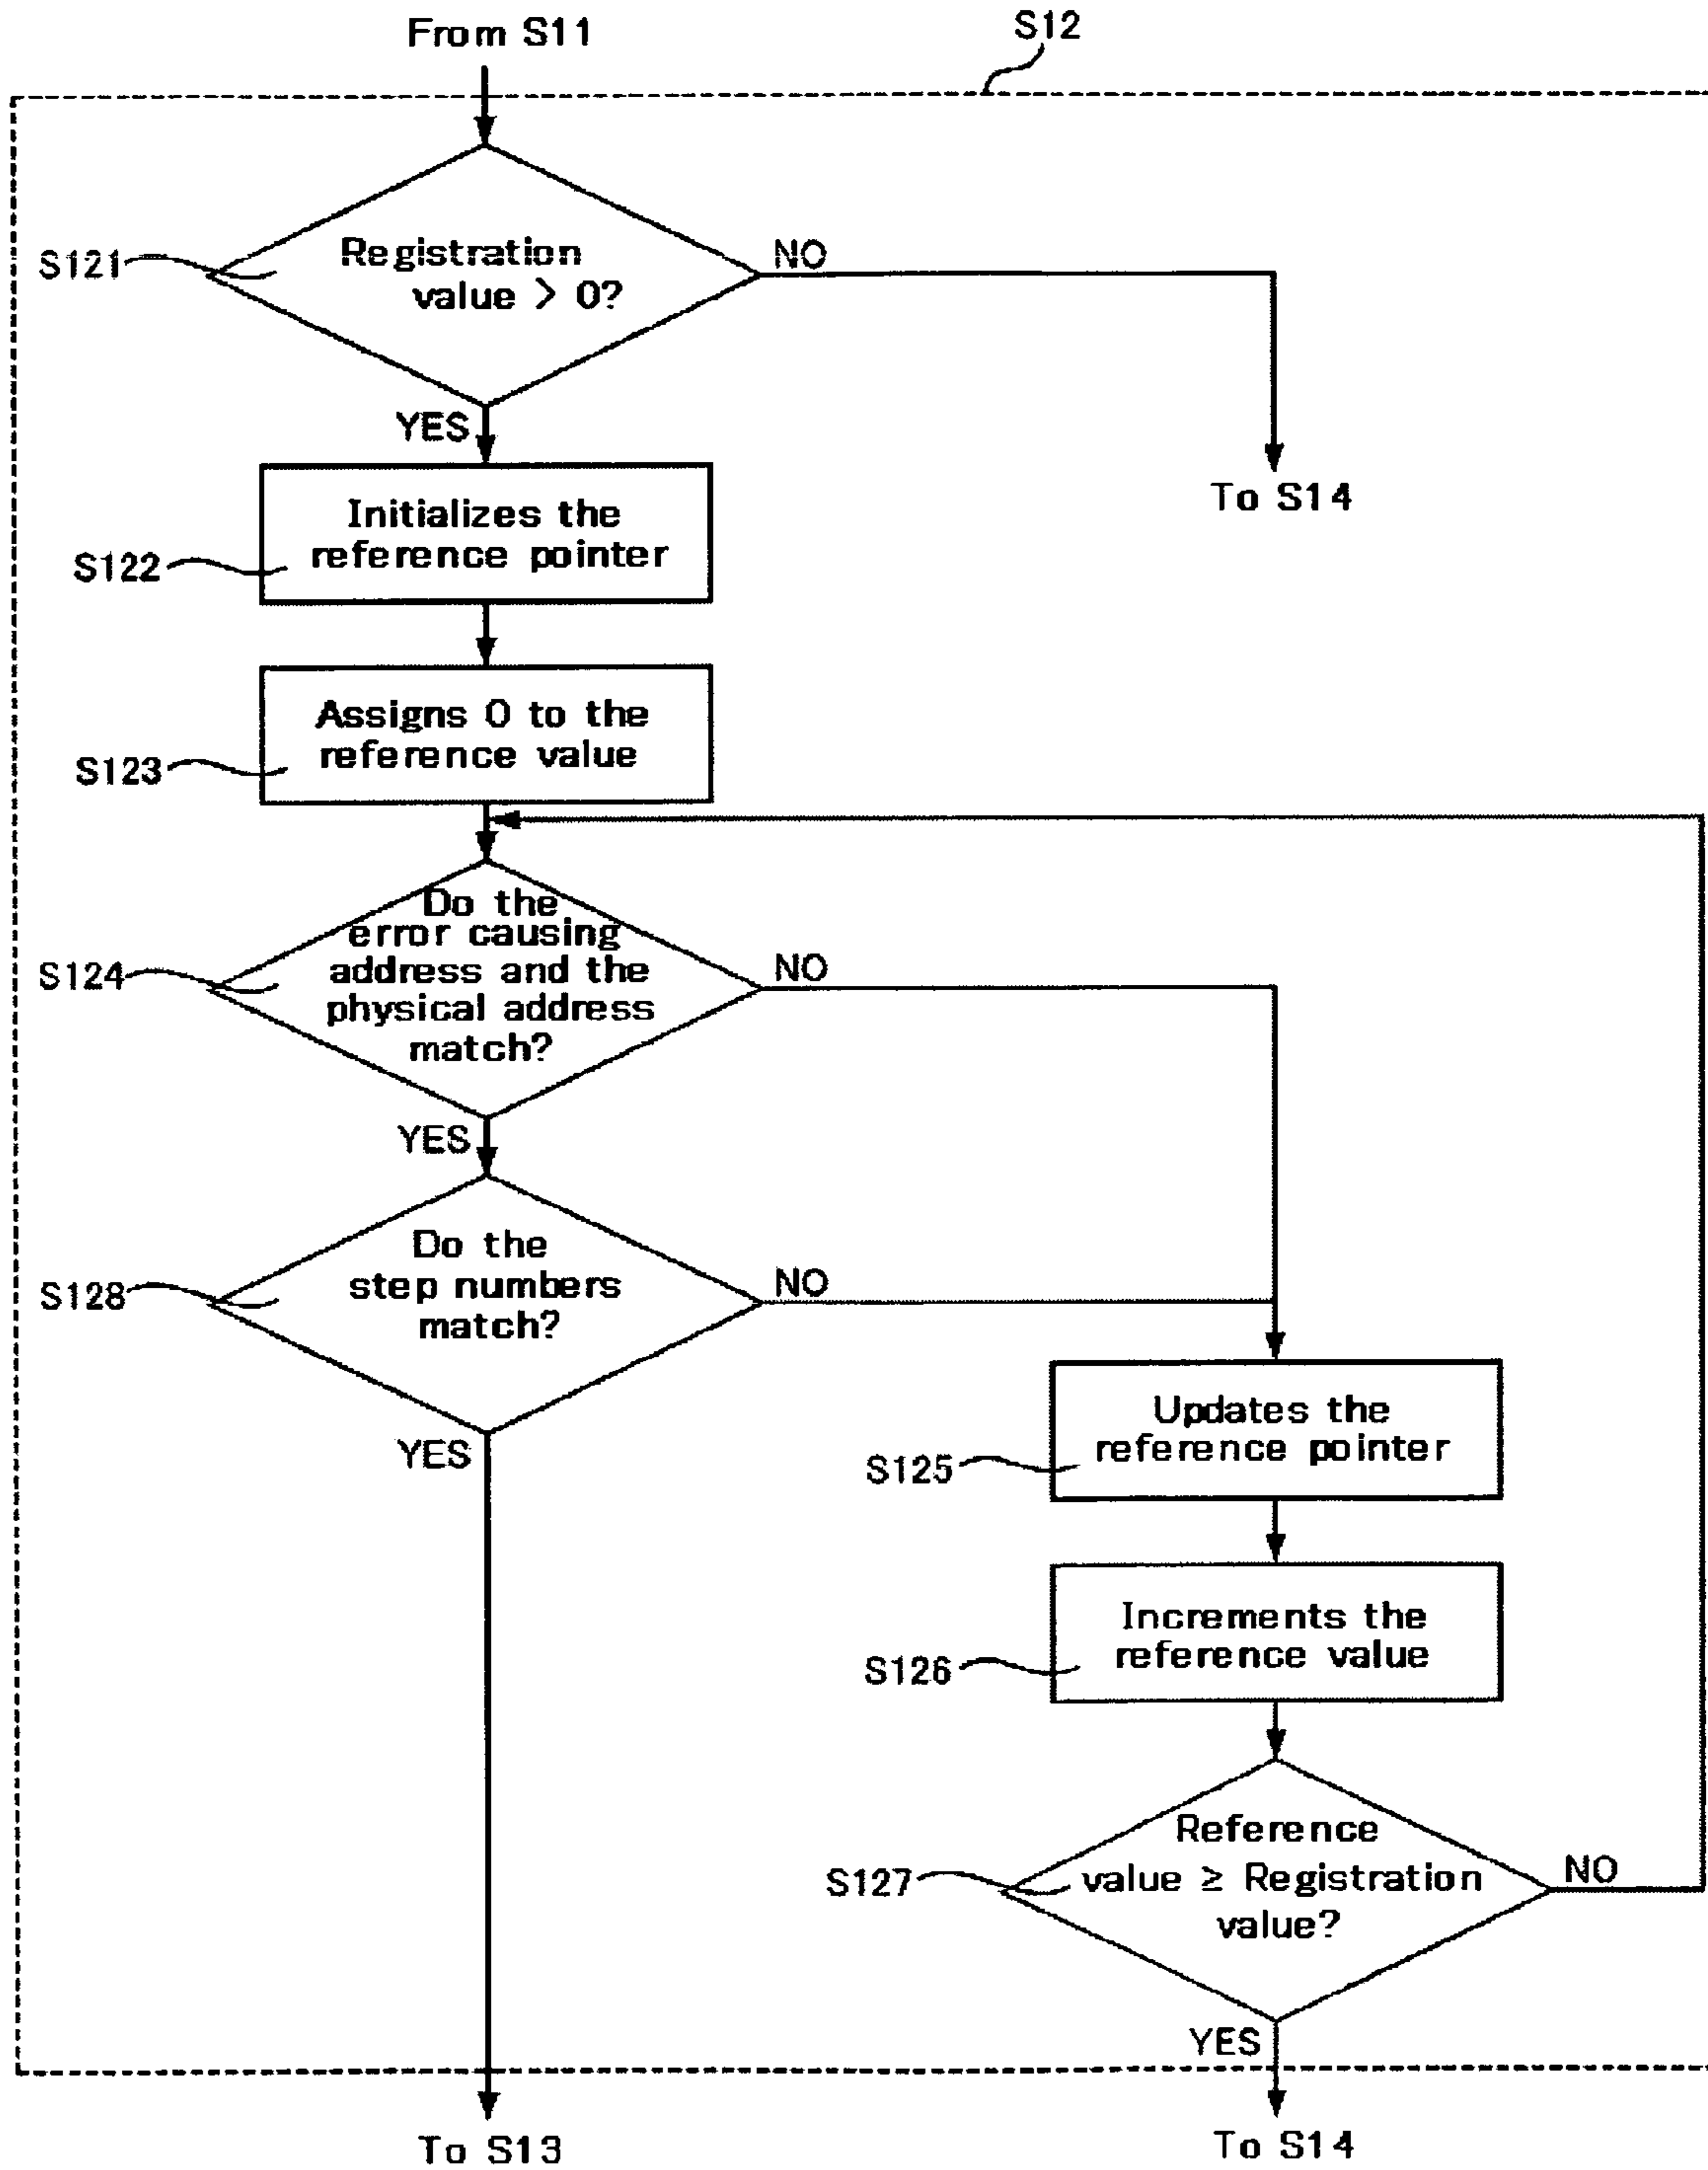 From S11
S12
S121
Registration
value > 0?
NO
YES
To S14
S122
Initializes the
reference pointer
S123
Assigns 0 to the
reference value
S124
Do the
error causing
address and the
physical address
match?
NO
YES
S128
Do the
step numbers
match?
NO
YES
S125
Updates the
reference pointer
S126
Increments the
reference value
S127
Reference
value ≥ Registration
value?
NO
YES
To S13
To S14